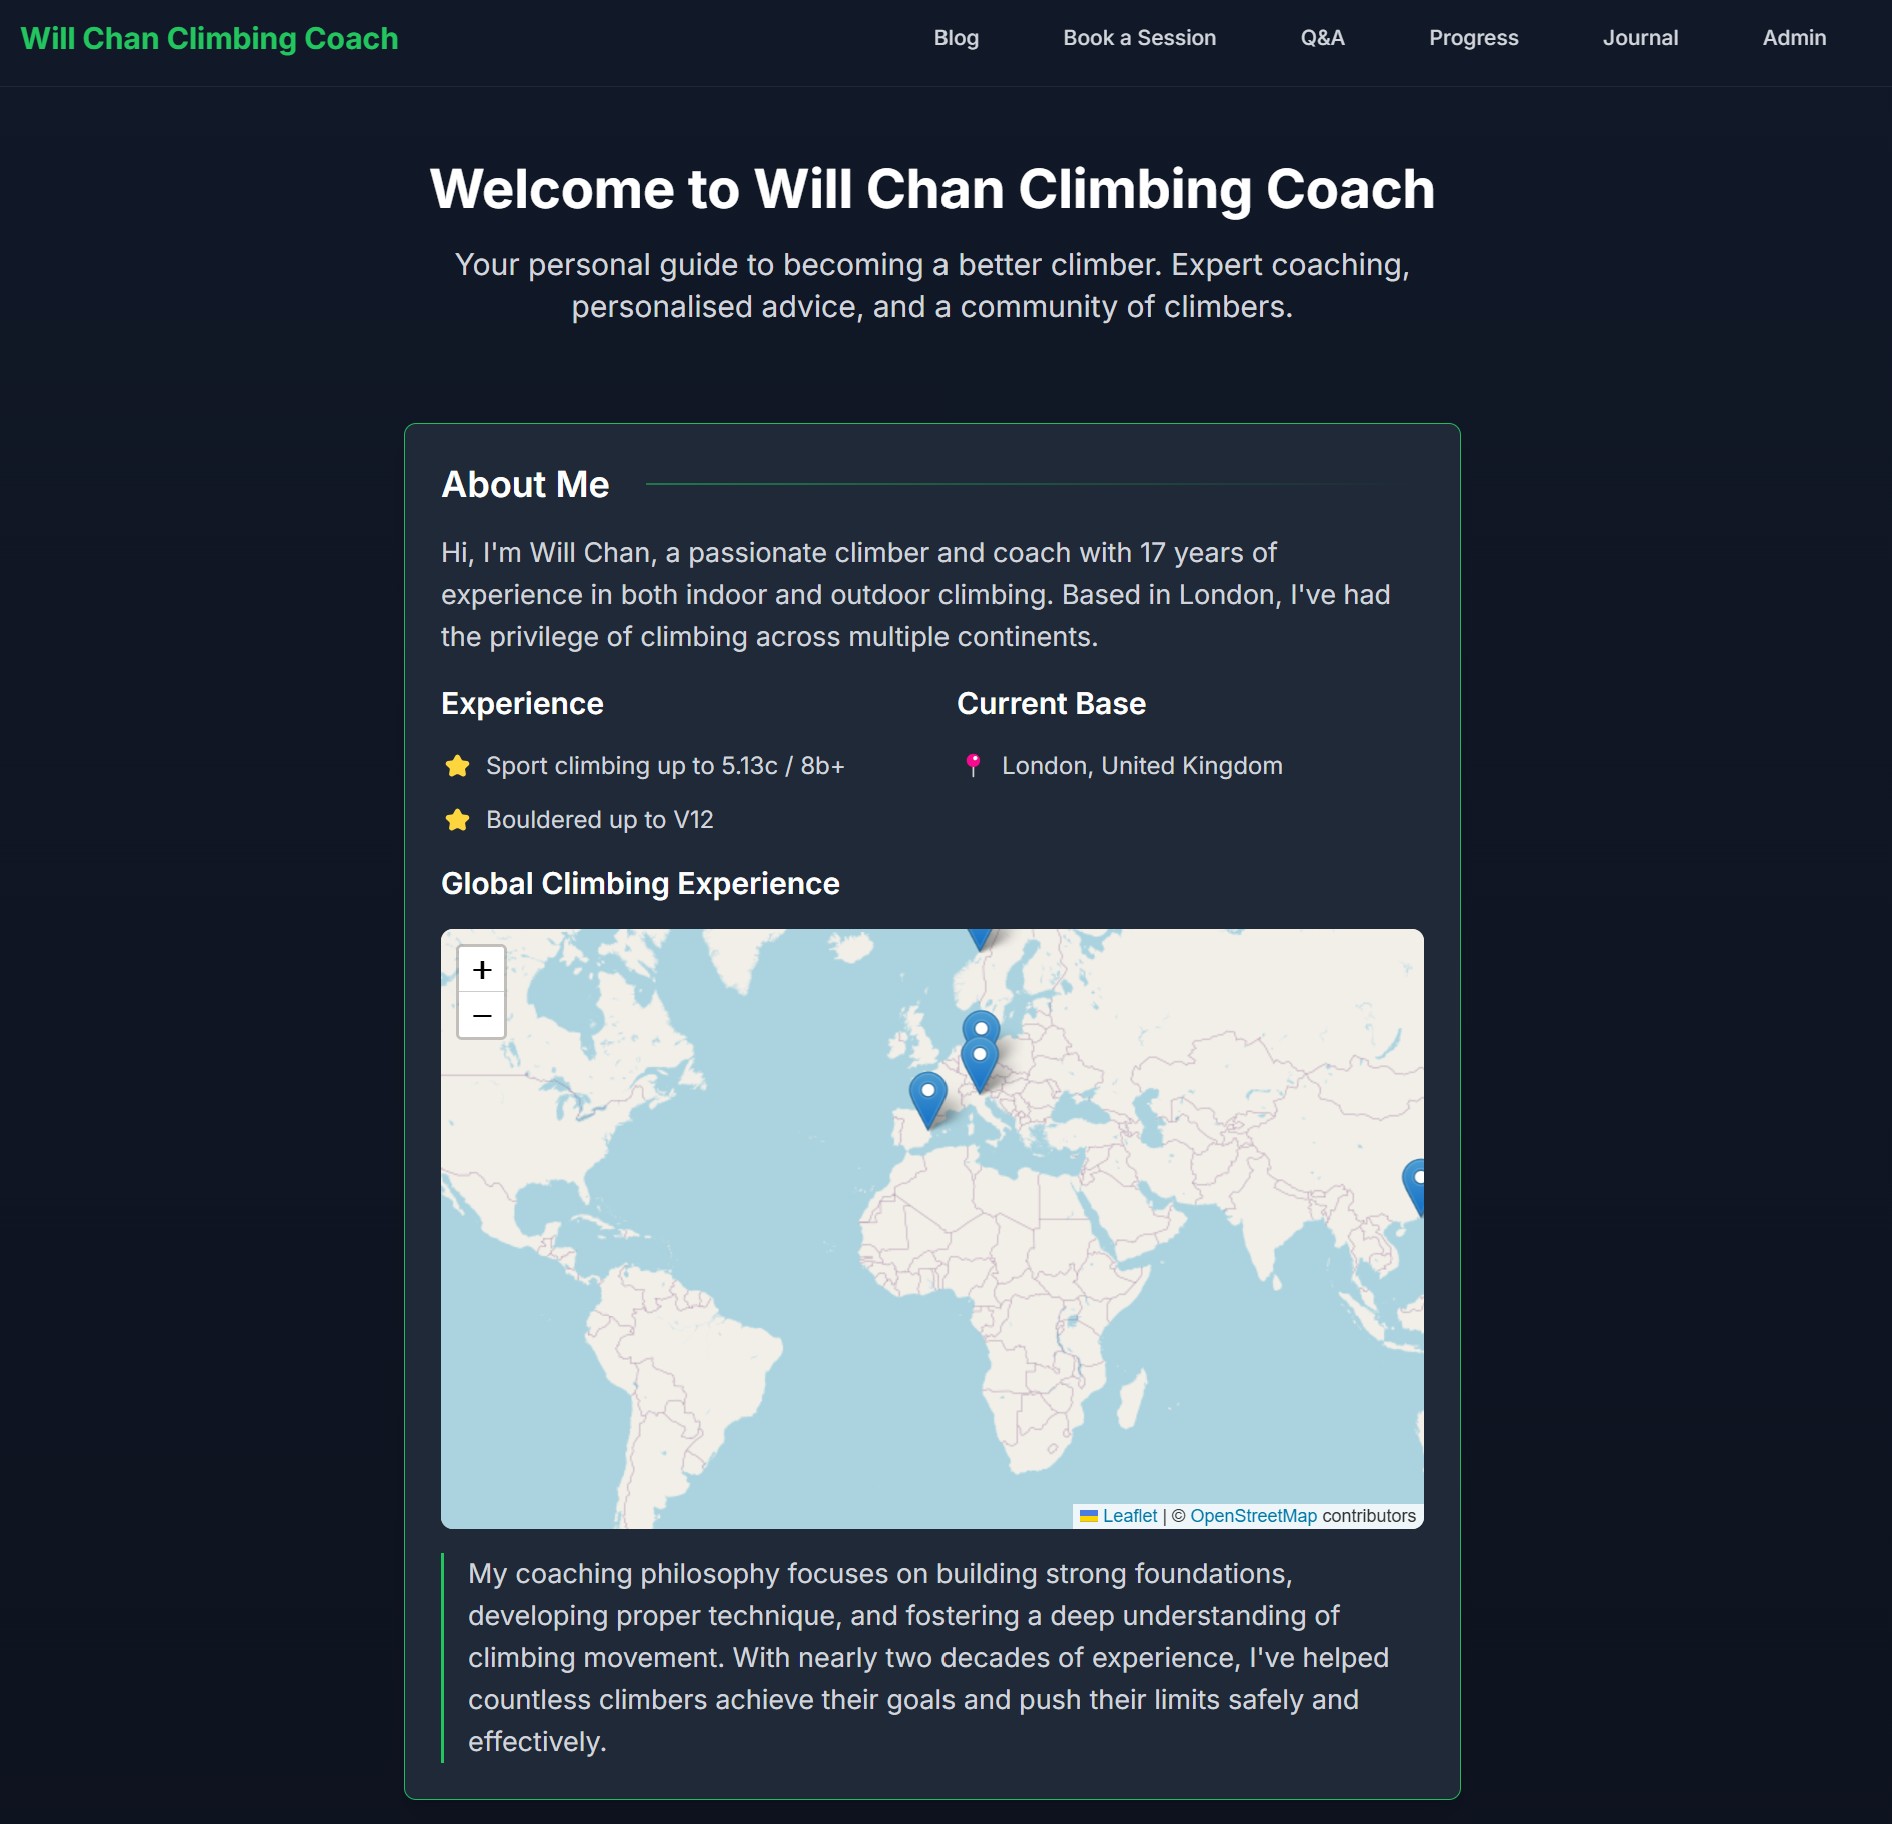 Will Chan Climbing Coach
Blog
Book a Session
Q&A
Progress
Journal
Admin
Welcome to Will Chan Climbing Coach
Your personal guide to becoming a better climber. Expert coaching,
personalised advice, and a community of climbers.
About Me
Hi, I'm Will Chan, a passionate climber and coach with 17 years of
experience in both indoor and outdoor climbing. Based in London, I've had
the privilege of climbing across multiple continents.
Experience
Sport climbing up to 5.13c / 8b+
Bouldered up to V12
Current Base
London, United Kingdom
Global Climbing Experience
+
−
Leaflet | © OpenStreetMap contributors
My coaching philosophy focuses on building strong foundations,
developing proper technique, and fostering a deep understanding of
climbing movement. With nearly two decades of experience, I've helped
countless climbers achieve their goals and push their limits safely and
effectively.